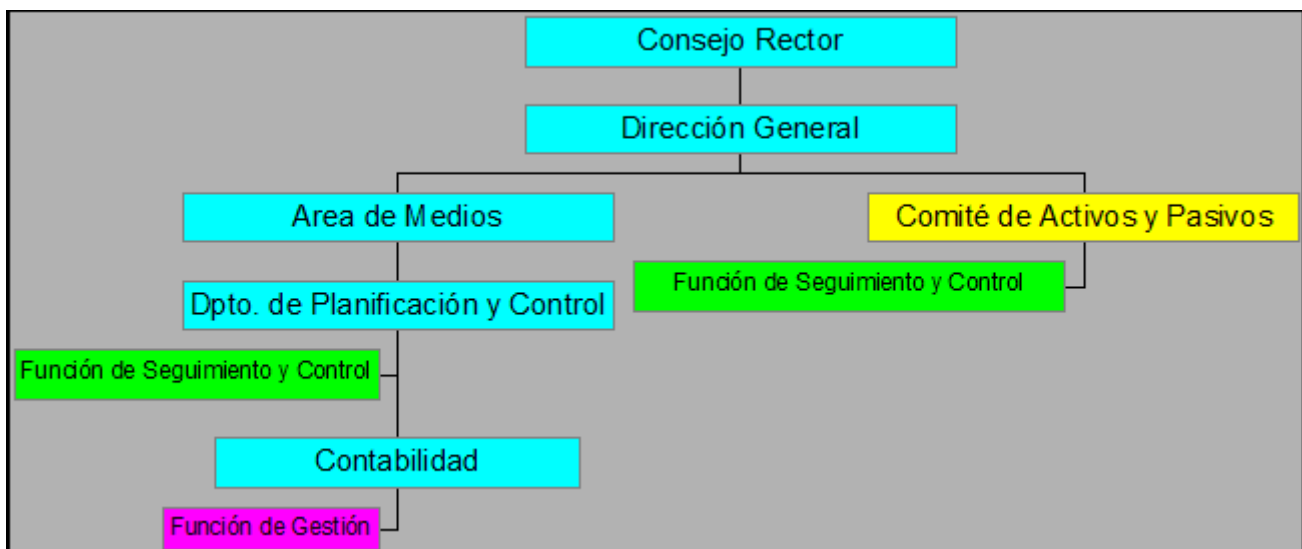 Consejo Rector
Dirección General
Area de Medios
Comité de Activos y Pasivos
Función de Seguimiento y Control
Dpto. de Planificación y Control
Función de Seguimiento y Control
Contabilidad
Función de Gestión